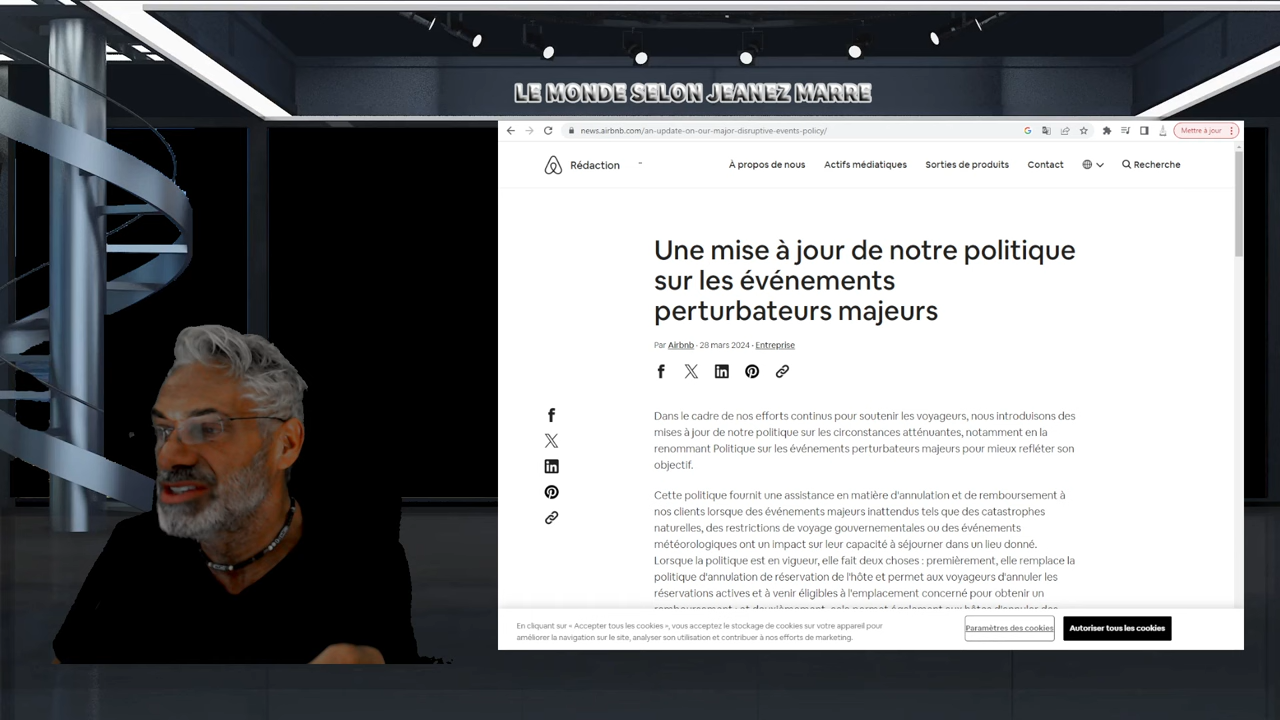 LE MONDE SELON JEANEZ MARRE
news.airbnb.com/an-update-on-our-major-disruptive-events-policy/
Mettre à jour
Rédaction
À propos de nous
Actifs médiatiques
Sorties de produits
Contact
Recherche
Une mise à jour de notre politique
sur les événements
perturbateurs majeurs
Par Airbnb · 28 mars 2024 · Entreprise
Dans le cadre de nos efforts continus pour soutenir les voyageurs, nous introduisons des
mises à jour de notre politique sur les circonstances atténuantes, notamment en la
renommant Politique sur les événements perturbateurs majeurs pour mieux refléter son
objectif.
Cette politique fournit une assistance en matière d'annulation et de remboursement à
nos clients lorsque des événements majeurs inattendus tels que des catastrophes
naturelles, des restrictions de voyage gouvernementales ou des événements
météorologiques ont un impact sur leur capacité à séjourner dans un lieu donné.
Lorsque la politique est en vigueur, elle fait deux choses : premièrement, elle remplace la
politique d'annulation de réservation de l'hôte et permet aux voyageurs d'annuler les
réservations actives et à venir éligibles à l'emplacement concerné pour obtenir un
En cliquant sur « Accepter tous les cookies », vous acceptez le stockage de cookies sur votre appareil pour
améliorer la navigation sur le site, analyser son utilisation et contribuer à nos efforts de marketing.
Paramètres des cookies
Autoriser tous les cookies